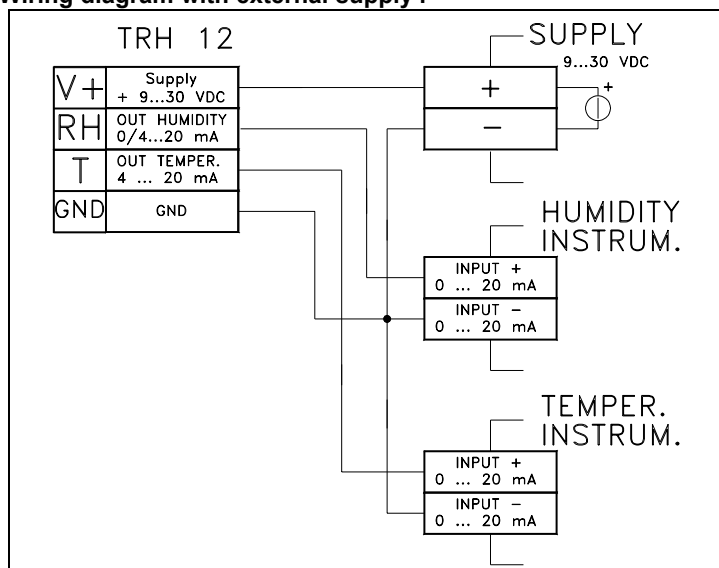 Wiring diagram with external supply :
TRH 12
V+ Supply
+ 9...30 VDC
RH OUT HUMIDITY
0/4...20 mA
T OUT TEMPER.
4 ... 20 mA
GND GND
SUPPLY
9...30 VDC
+
+
−
HUMIDITY
INSTRUM.
INPUT +
0 ... 20 mA
INPUT −
0 ... 20 mA
TEMPER.
INSTRUM.
INPUT +
0 ... 20 mA
INPUT −
0 ... 20 mA